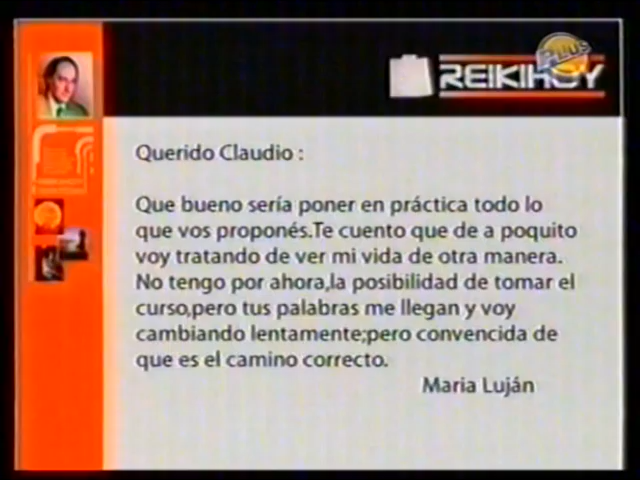 PLUS
REIKIHOY
Querido Claudio :
Que bueno sería poner en práctica todo lo
que vos proponés.Te cuento que de a poquito
voy tratando de ver mi vida de otra manera.
No tengo por ahora,la posibilidad de tomar el
curso,pero tus palabras me llegan y voy
cambiando lentamente;pero convencida de
que es el camino correcto.
Maria Luján